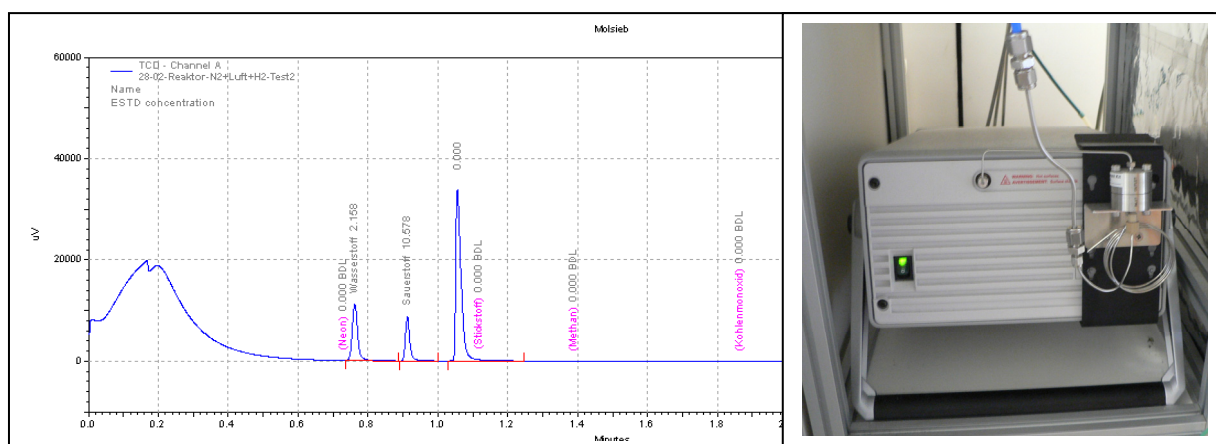 Molsieb
60000
40000
20000
0
uV
TCD - Channel A
28-02-Reaktor-N2+Luft+H2-Test2
Name
ESTD concentration
(Neon) 0.000 BDL
Wasserstoff 2.158
Sauerstoff 10.578
0.000
(Stickstoff) 0.000 BDL
(Methan) 0.000 BDL
(Kohlenmonoxid) 0.000 BDL
0.0 0.2 0.4 0.6 0.8 1.0 1.2 1.4 1.6 1.8 2
Minutes
WARNING
AVERTISSEMENT